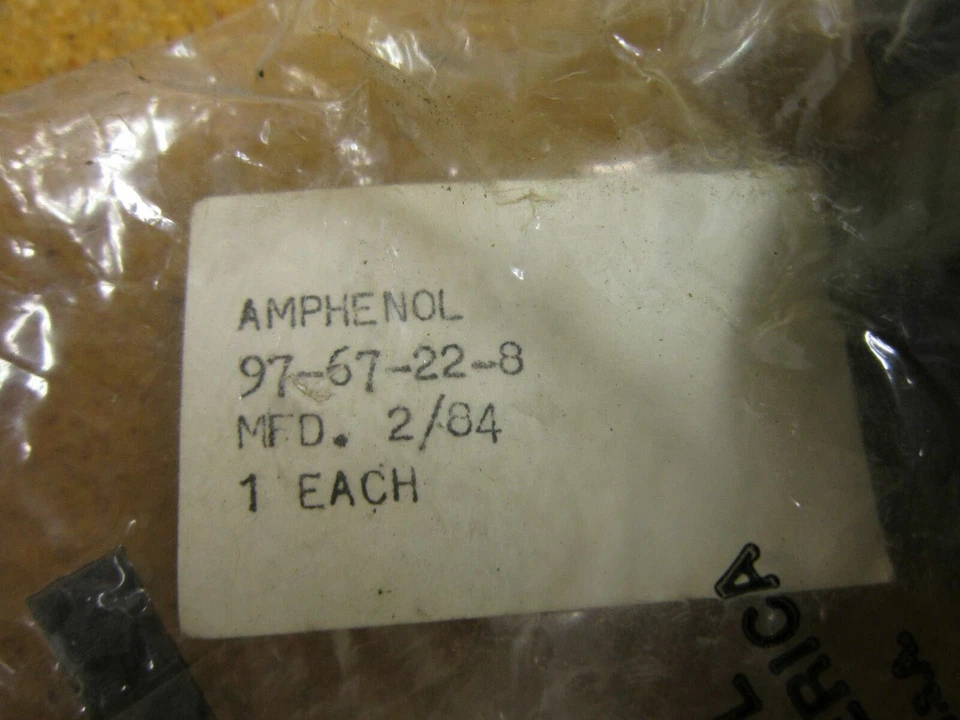 AMPHENOL
97-67-22-8
MFD. 2/84
1 EACH